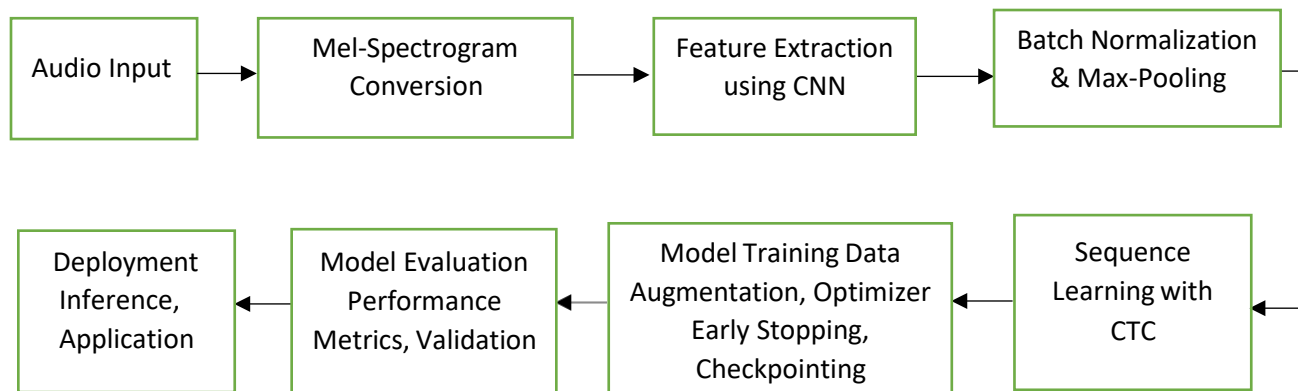 Audio Input
Mel-Spectrogram
Conversion
Feature Extraction
using CNN
Batch Normalization
& Max-Pooling
Sequence
Learning with
CTC
Model Training Data
Augmentation, Optimizer
Early Stopping,
Checkpointing
Model Evaluation
Performance
Metrics, Validation
Deployment
Inference,
Application